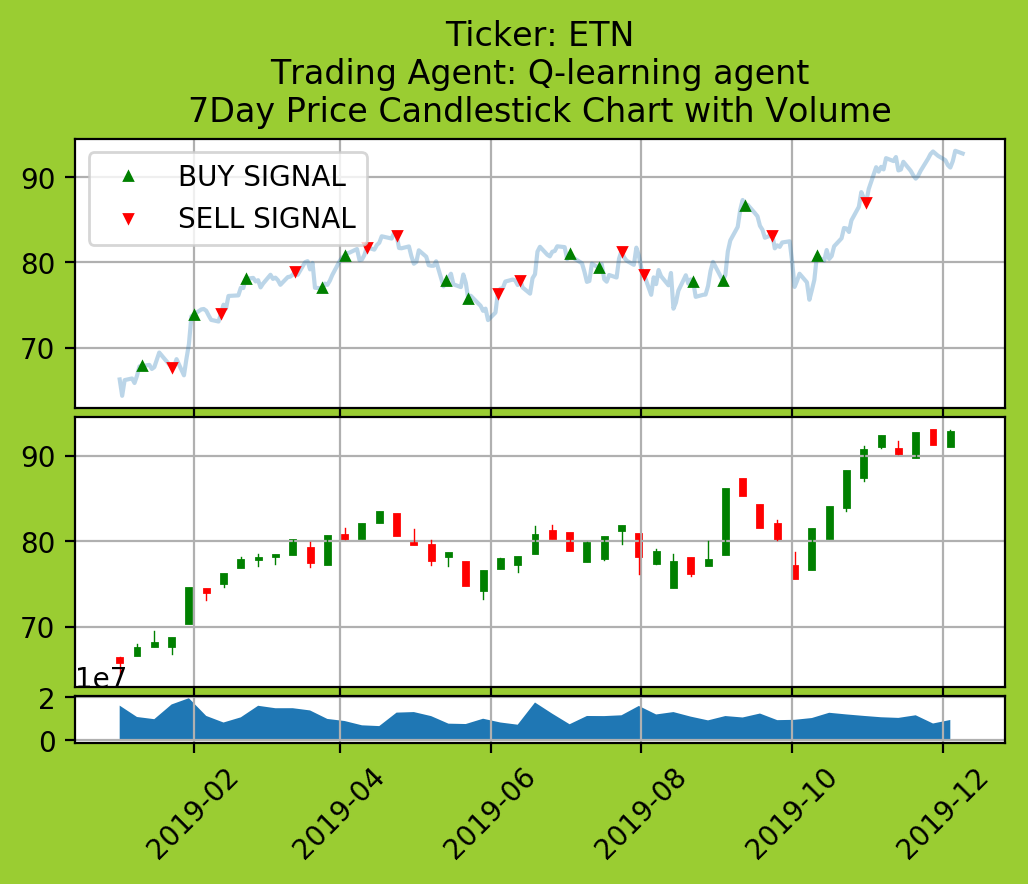 Ticker: ETN
Trading Agent: Q-learning agent
7Day Price Candlestick Chart with Volume
BUY SIGNAL
SELL SIGNAL
90
80
70
90
80
70
1e7
2
0
2019-02
2019-04
2019-06
2019-08
2019-10
2019-12